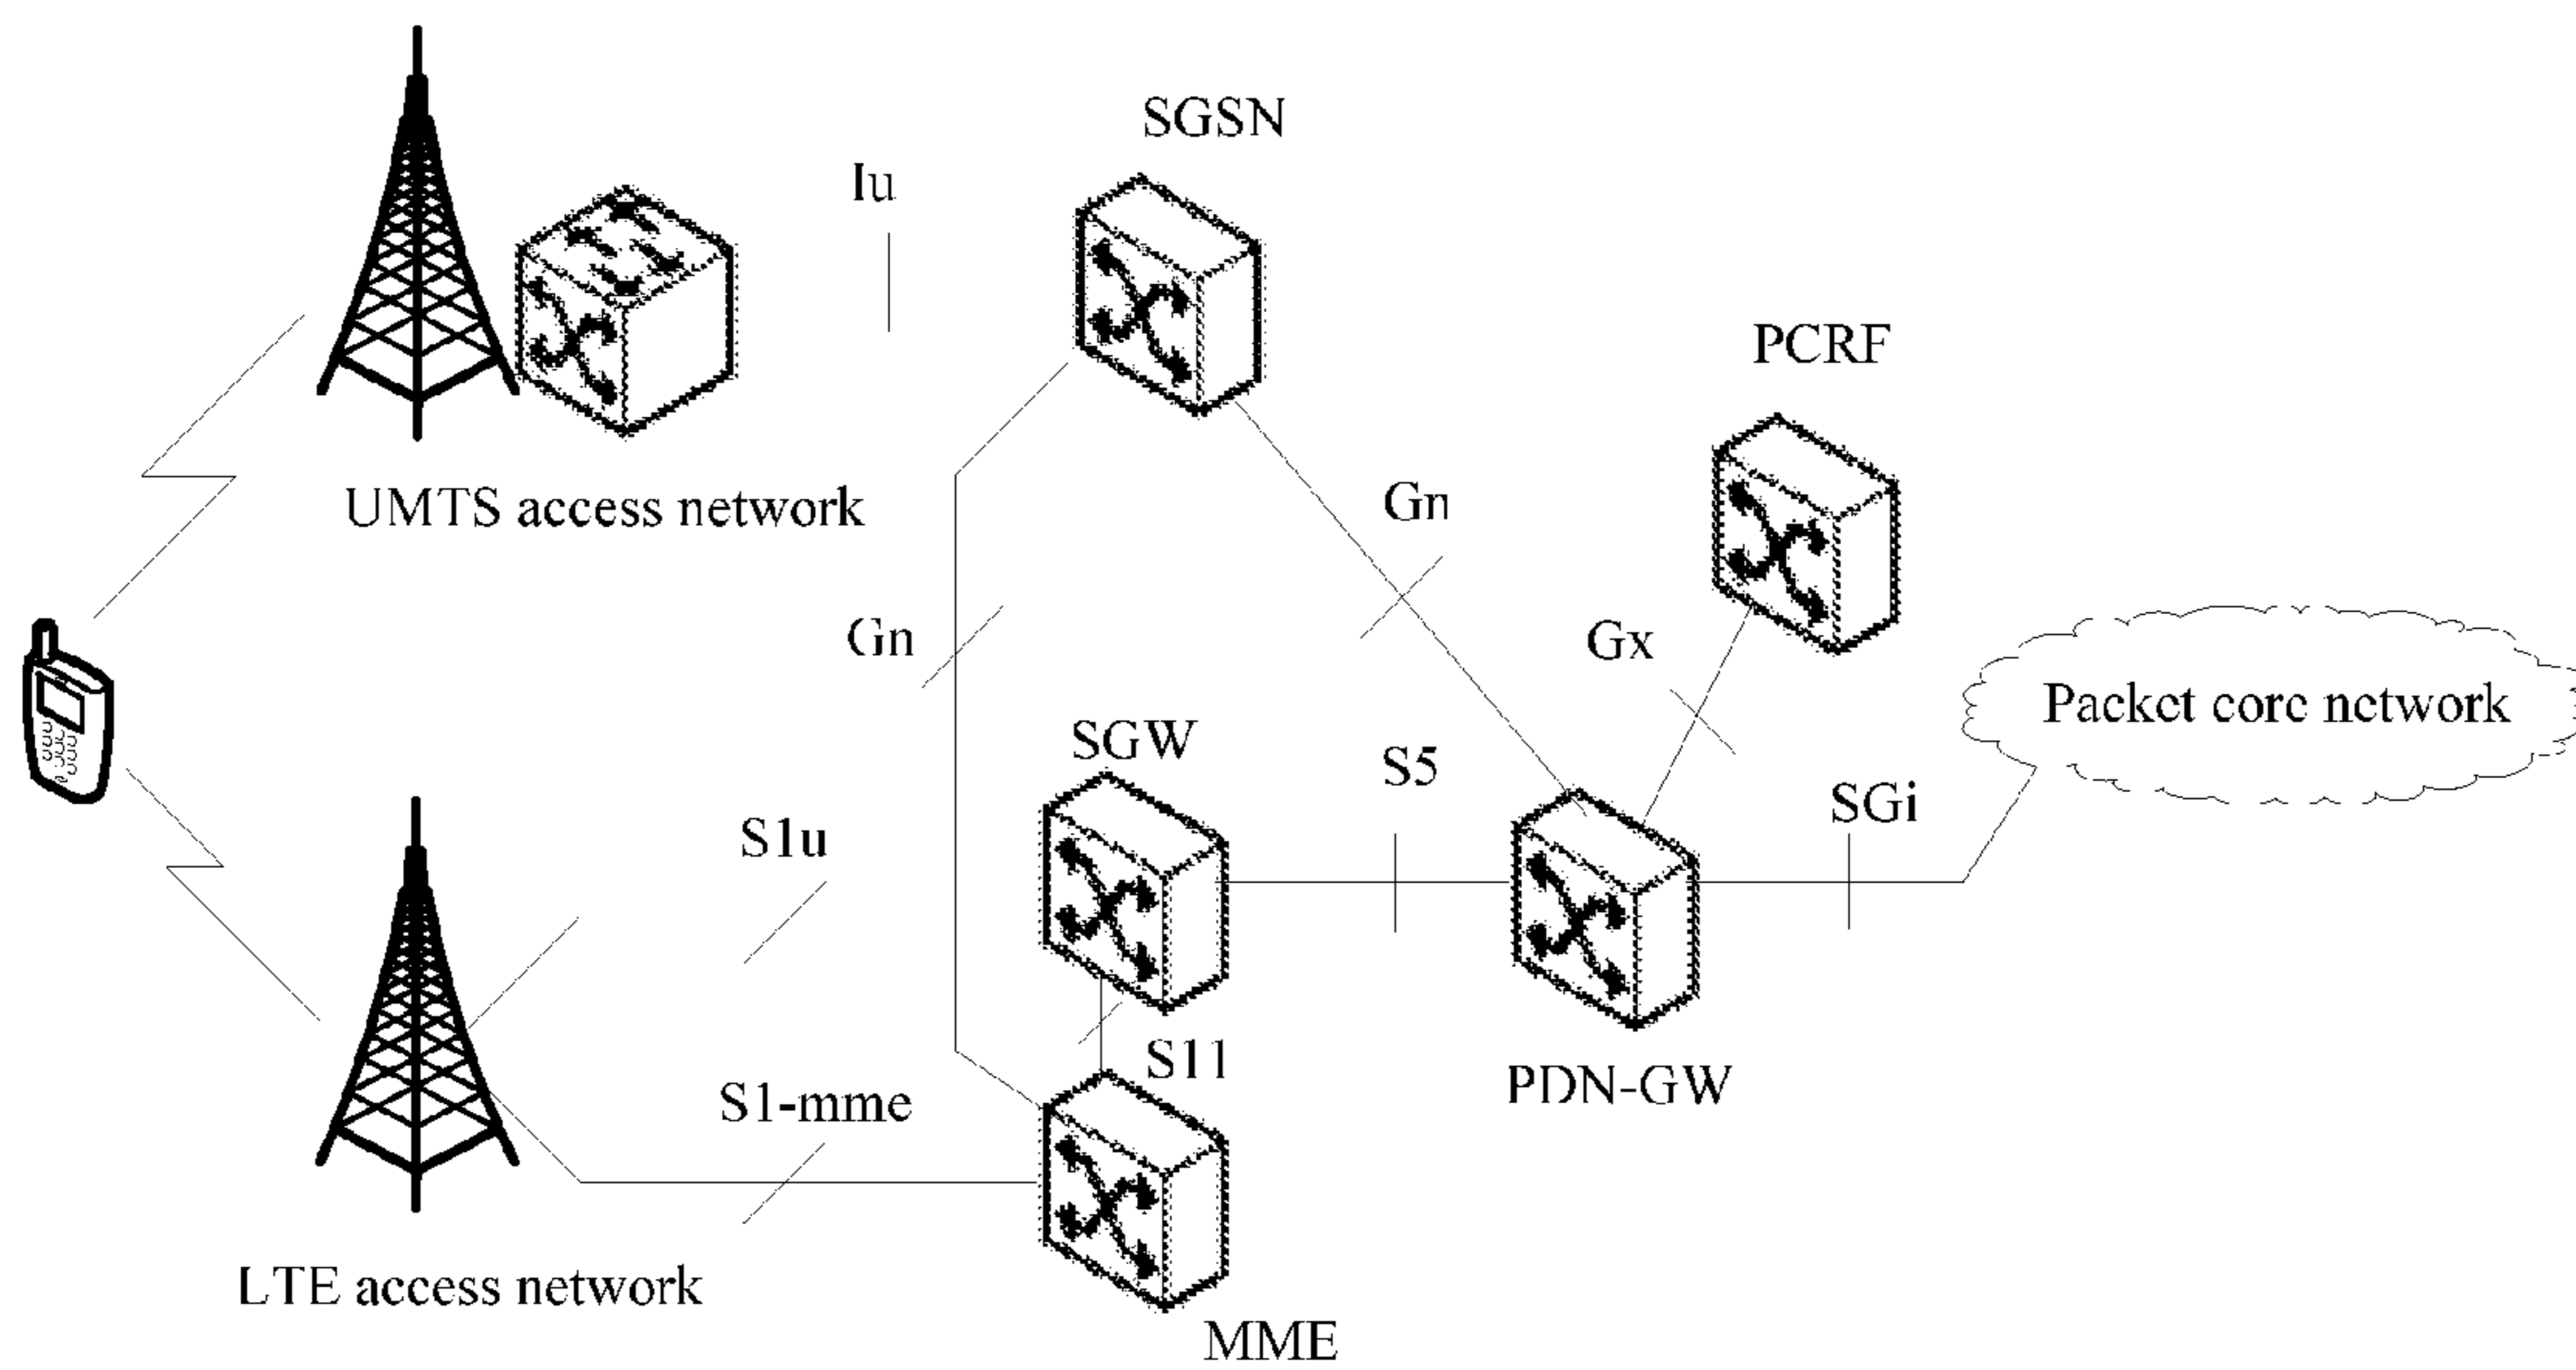 SGSN
Iu
PCRF
UMTS access network
Gn
Gn
Gx
Packet core network
SGW
S5
SGi
S1u
S11
PDN-GW
S1-mme
LTE access network
MME